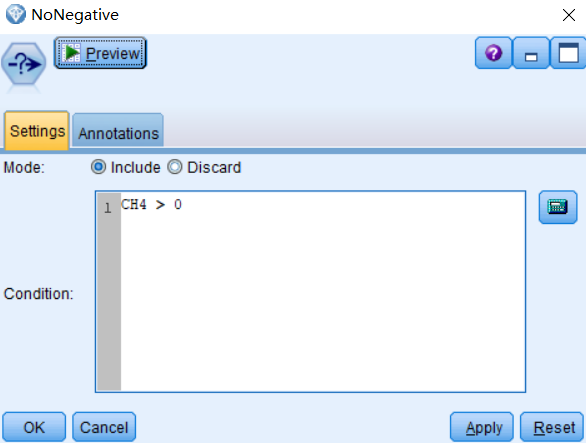 NoNegative
Preview
Settings Annotations
Mode: Include Discard
1 CH4 > 0
Condition:
OK Cancel Apply Reset